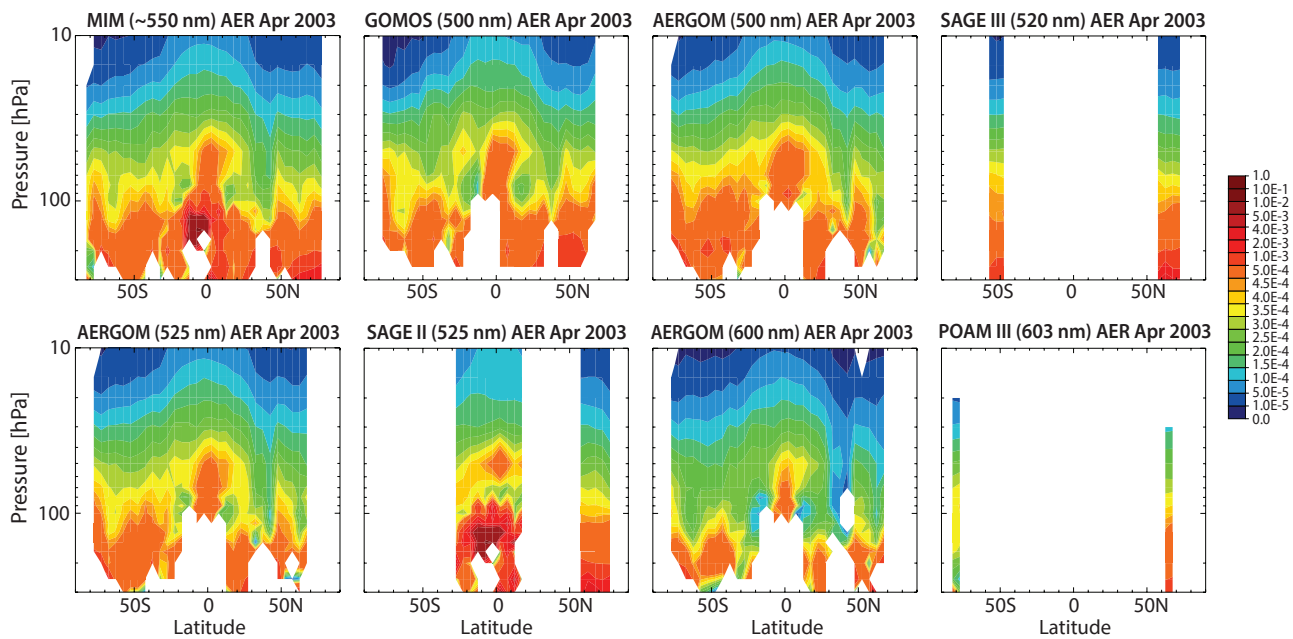 MIM (~550 nm) AER Apr 2003
GOMOS (500 nm) AER Apr 2003
AERGOM (500 nm) AER Apr 2003
SAGE III (520 nm) AER Apr 2003
10
100
Pressure [hPa]
50S 0 50N
50S 0 50N
50S 0 50N
50S 0 50N
AERGOM (525 nm) AER Apr 2003
SAGE II (525 nm) AER Apr 2003
AERGOM (600 nm) AER Apr 2003
POAM III (603 nm) AER Apr 2003
10
100
Pressure [hPa]
50S 0 50N
50S 0 50N
50S 0 50N
50S 0 50N
Latitude
Latitude
Latitude
Latitude
1.0
1.0E-1
1.0E-2
5.0E-3
4.0E-3
2.0E-3
1.0E-3
5.0E-4
4.5E-4
4.0E-4
3.5E-4
3.0E-4
2.5E-4
2.0E-4
1.5E-4
1.0E-4
5.0E-5
1.0E-5
0.0